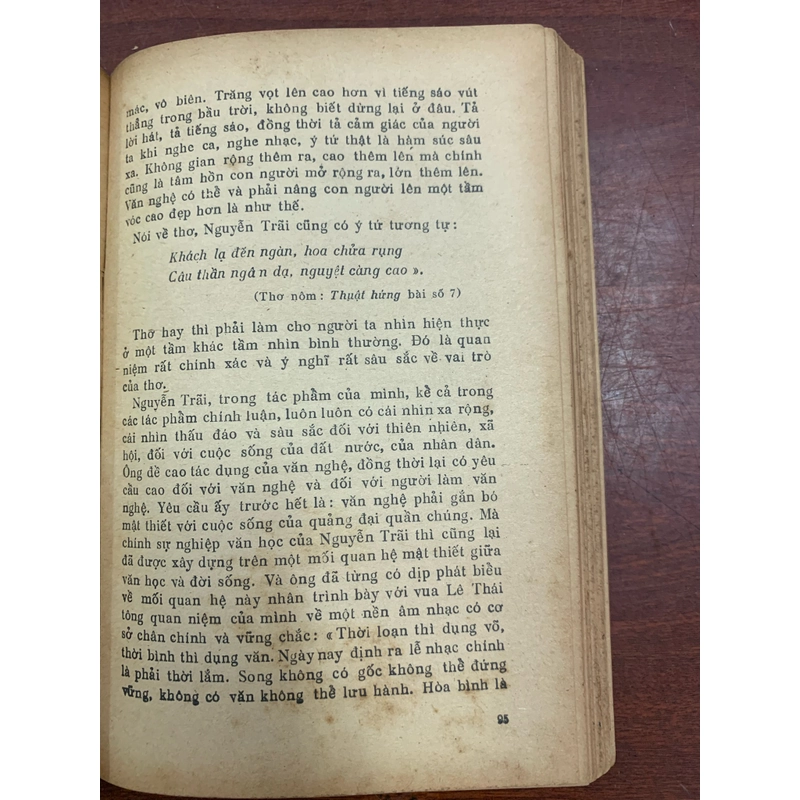 mác, vô biên. Trăng vọt lên cao hơn vì tiếng sáo vút
thẳng trong bầu trời, không biết dừng lại ở đâu. Tả
lời hát, tả tiếng sáo, đồng thời tả cảm giác của người
ta khi nghe ca, nghe nhạc, ý tứ thật là hàm súc sâu
xa. Không gian rộng thêm ra, cao thêm lên mà chính
cũng là tâm hồn con người mở rộng ra, lớn thêm lên.
Văn nghệ có thể và phải nâng con người lên một tầm
vóc cao đẹp hơn là như thế.
Nói về thơ, Nguyễn Trãi cũng có ý tứ tương tự :
Khách lạ đến ngàn, hoa chửa rụng
Câu thần ngâm dạ, nguyệt càng cao ».
(Thơ nôm : Thuật hứng bài số 7)
Thơ hay thì phải làm cho người ta nhìn hiện thực
ở một tầm khác tầm nhìn bình thường. Đó là quan
niệm rất chính xác và ý nghĩ rất sâu sắc về vai trò
của thơ.
Nguyễn Trãi, trong tác phẩm của mình, kể cả trong
các tác phẩm chính luận, luôn luôn có cái nhìn xa rộng,
cái nhìn thấu đáo và sâu sắc đối với thiên nhiên, xã
hội, đối với cuộc sống của đất nước, của nhân dân.
Ông đề cao tác dụng của văn nghệ, đồng thời lại có yêu
cầu cao đối với văn nghệ và đối với người làm văn
nghệ. Yêu cầu ấy trước hết là : văn nghệ phải gắn bó
mật thiết với cuộc sống của quảng đại quần chúng. Mà
chính sự nghiệp văn học của Nguyễn Trãi thì cũng lại
đã được xây dựng trên một mối quan hệ mật thiết giữa
văn học và đời sống. Và ông đã từng có dịp phát biểu
về mối quan hệ này nhân trình bày với vua Lê Thái
tông quan niệm của mình về một nền âm nhạc có cơ
sở chân chính và vững chắc : « Thời loạn thì dụng võ,
thời bình thì dụng văn. Ngày nay định ra lễ nhạc chính
là phải thời lắm. Song không có gốc không thể đứng
vững, không có văn không thể lưu hành. Hòa bình là
95